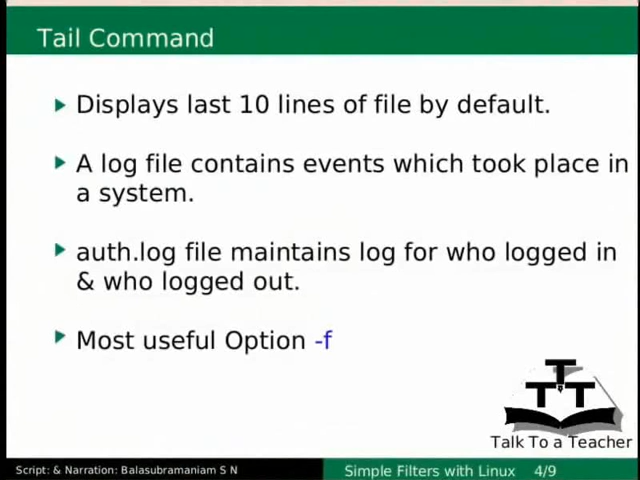 Tail Command
Displays last 10 lines of file by default.
A log file contains events which took place in
a system.
auth.log file maintains log for who logged in
& who logged out.
Most useful Option -f
T
T T
Talk To a Teacher
Script: & Narration: Balasubramaniam S N
Simple Filters with Linux 4/9